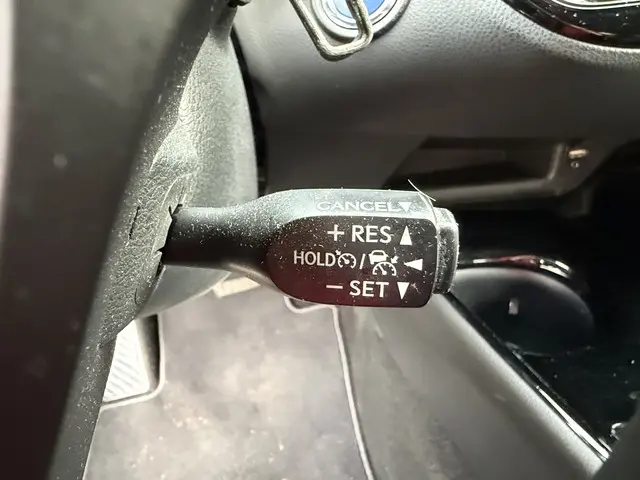 CANCEL▼
+ RES ▲
HOLD / ◄
− SET ▼